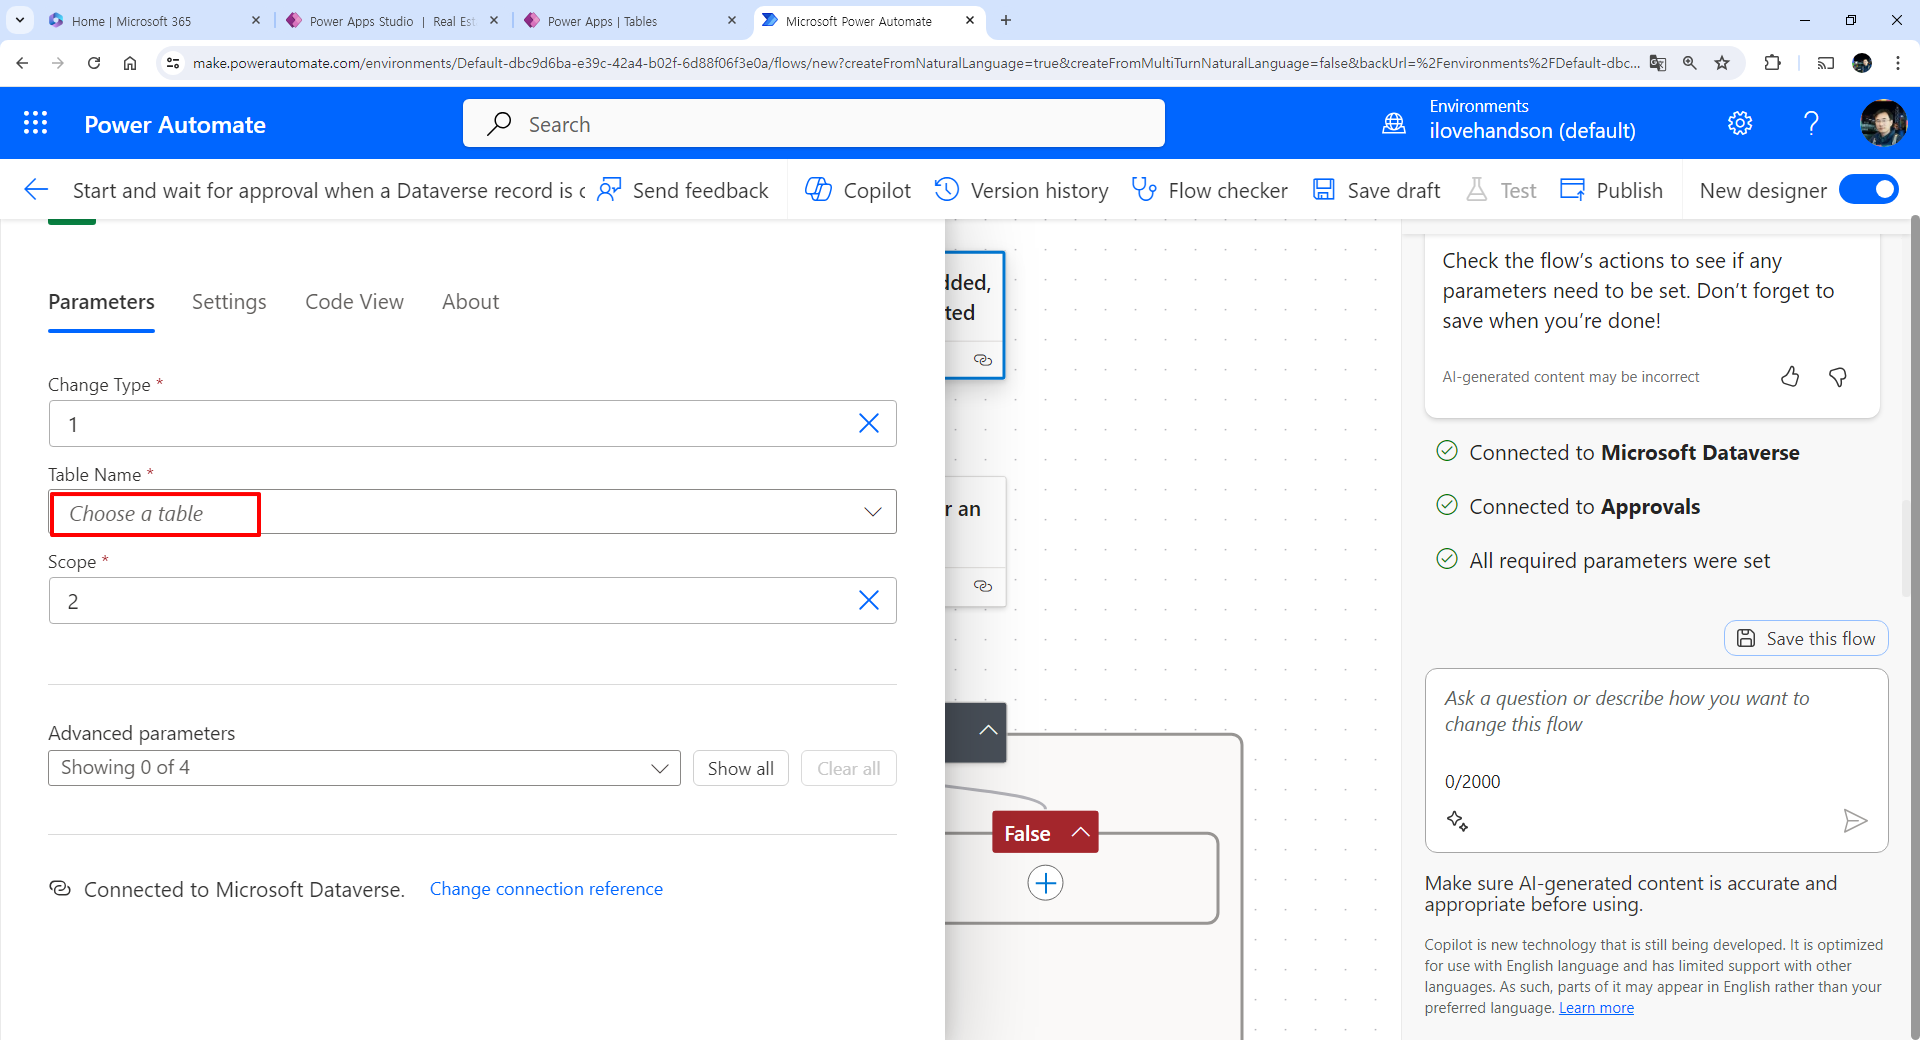 Home | Microsoft 365
Power Apps Studio | Real Est
Power Apps | Tables
Microsoft Power Automate
make.powerautomate.com/environments/Default-dbc9d6ba-e39c-42a4-b02f-6d88f06f3e0a/flows/new?createFromNaturalLanguage=true&createFromMultiTurnNaturalLanguage=false&backUrl=%2Fenvironments%2FDefault-dbc...
Power Automate
Search
Environments
ilovehandson (default)
Start and wait for approval when a Dataverse record is c
Send feedback
Copilot
Version history
Flow checker
Save draft
Test
Publish
New designer
Parameters
Settings
Code View
About
Change Type *
1
Table Name *
Choose a table
Scope *
2
Advanced parameters
Showing 0 of 4
Show all
Clear all
Connected to Microsoft Dataverse.
Change connection reference
dded,
ted
r an
False
Check the flow's actions to see if any
parameters need to be set. Don't forget to
save when you're done!
AI-generated content may be incorrect
Connected to Microsoft Dataverse
Connected to Approvals
All required parameters were set
Save this flow
Ask a question or describe how you want to
change this flow
0/2000
Make sure AI-generated content is accurate and
appropriate before using.
Copilot is new technology that is still being developed. It is optimized
for use with English language and has limited support with other
languages. As such, parts of it may appear in English rather than your
preferred language. Learn more